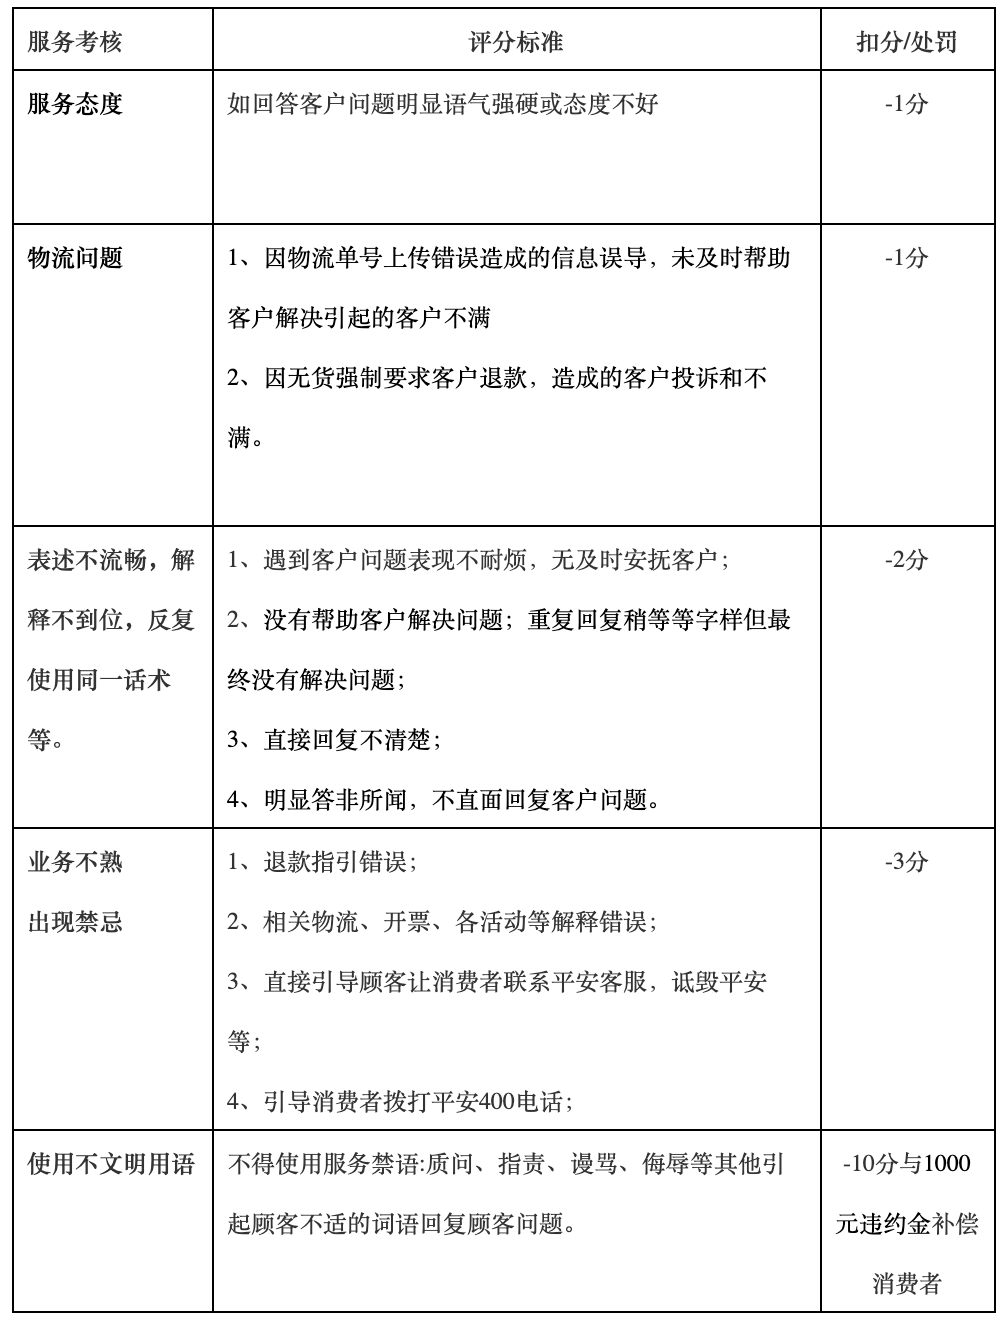 服务考核
评分标准
扣分/处罚
服务态度
如回答客户问题明显语气强硬或态度不好
-1分
物流问题
1、因物流单号上传错误造成的信息误导，未及时帮助
客户解决引起的客户不满
2、因无货强制要求客户退款，造成的客户投诉和不
满。
-1分
表述不流畅，解
释不到位，反复
使用同一话术
等。
1、遇到客户问题表现不耐烦，无及时安抚客户；
2、没有帮助客户解决问题；重复回复稍等等字样但最
终没有解决问题；
3、直接回复不清楚；
4、明显答非所闻，不直面回复客户问题。
-2分
业务不熟
出现禁忌
1、退款指引错误；
2、相关物流、开票、各活动等解释错误；
3、直接引导顾客让消费者联系平安客服，诋毁平安
等；
4、引导消费者拨打平安400电话；
-3分
使用不文明用语
不得使用服务禁语:质问、指责、谩骂、侮辱等其他引
起顾客不适的词语回复顾客问题。
-10分与1000
元违约金补偿
消费者